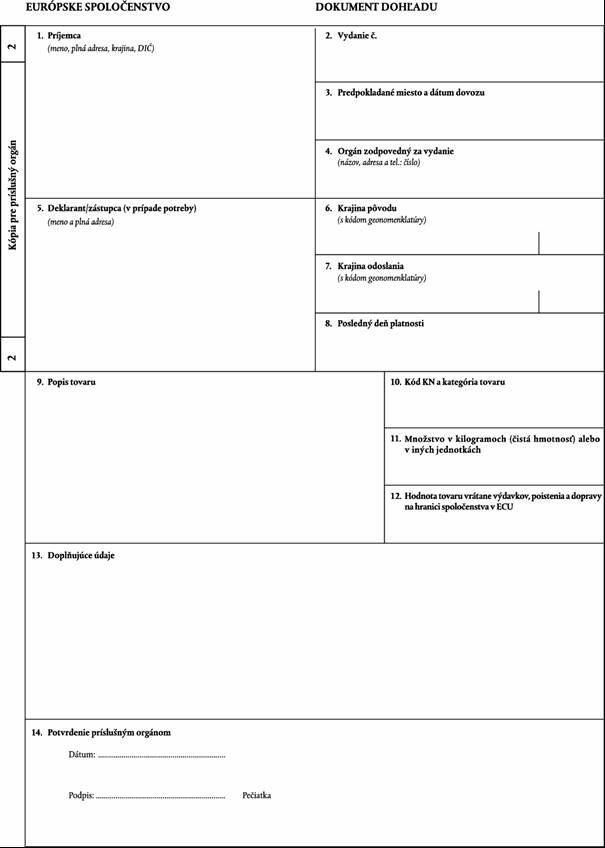 EURÓPSKE SPOLOČENSTVO
DOKUMENT DOHĽADU
2
Kópia pre príslušný orgán
2
1. Príjemca
(meno, plná adresa, krajina, DIČ)
2. Vydanie č.
3. Predpokladané miesto a dátum dovozu
4. Orgán zodpovedný za vydanie
(názov, adresa a tel.: číslo)
5. Deklarant/zástupca (v prípade potreby)
(meno a plná adresa)
6. Krajina pôvodu
(s kódom geonomenklatúry)
7. Krajina odoslania
(s kódom geonomenklatúry)
8. Posledný deň platnosti
9. Popis tovaru
10. Kód KN a kategória tovaru
11. Množstvo v kilogramoch (čistá hmotnosť) alebo
v iných jednotkách
12. Hodnota tovaru vrátane výdavkov, poistenia a dopravy
na hranici spoločenstva v ECU
13. Doplňujúce údaje
14. Potvrdenie príslušným orgánom
Dátum: ............................................................
Podpis: ............................................................ Pečiatka